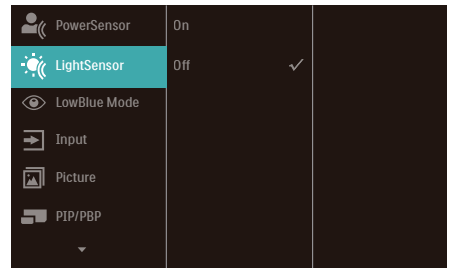 PowerSensor On
LightSensor Off ✓
LowBlue Mode
Input
Picture
PIP/PBP